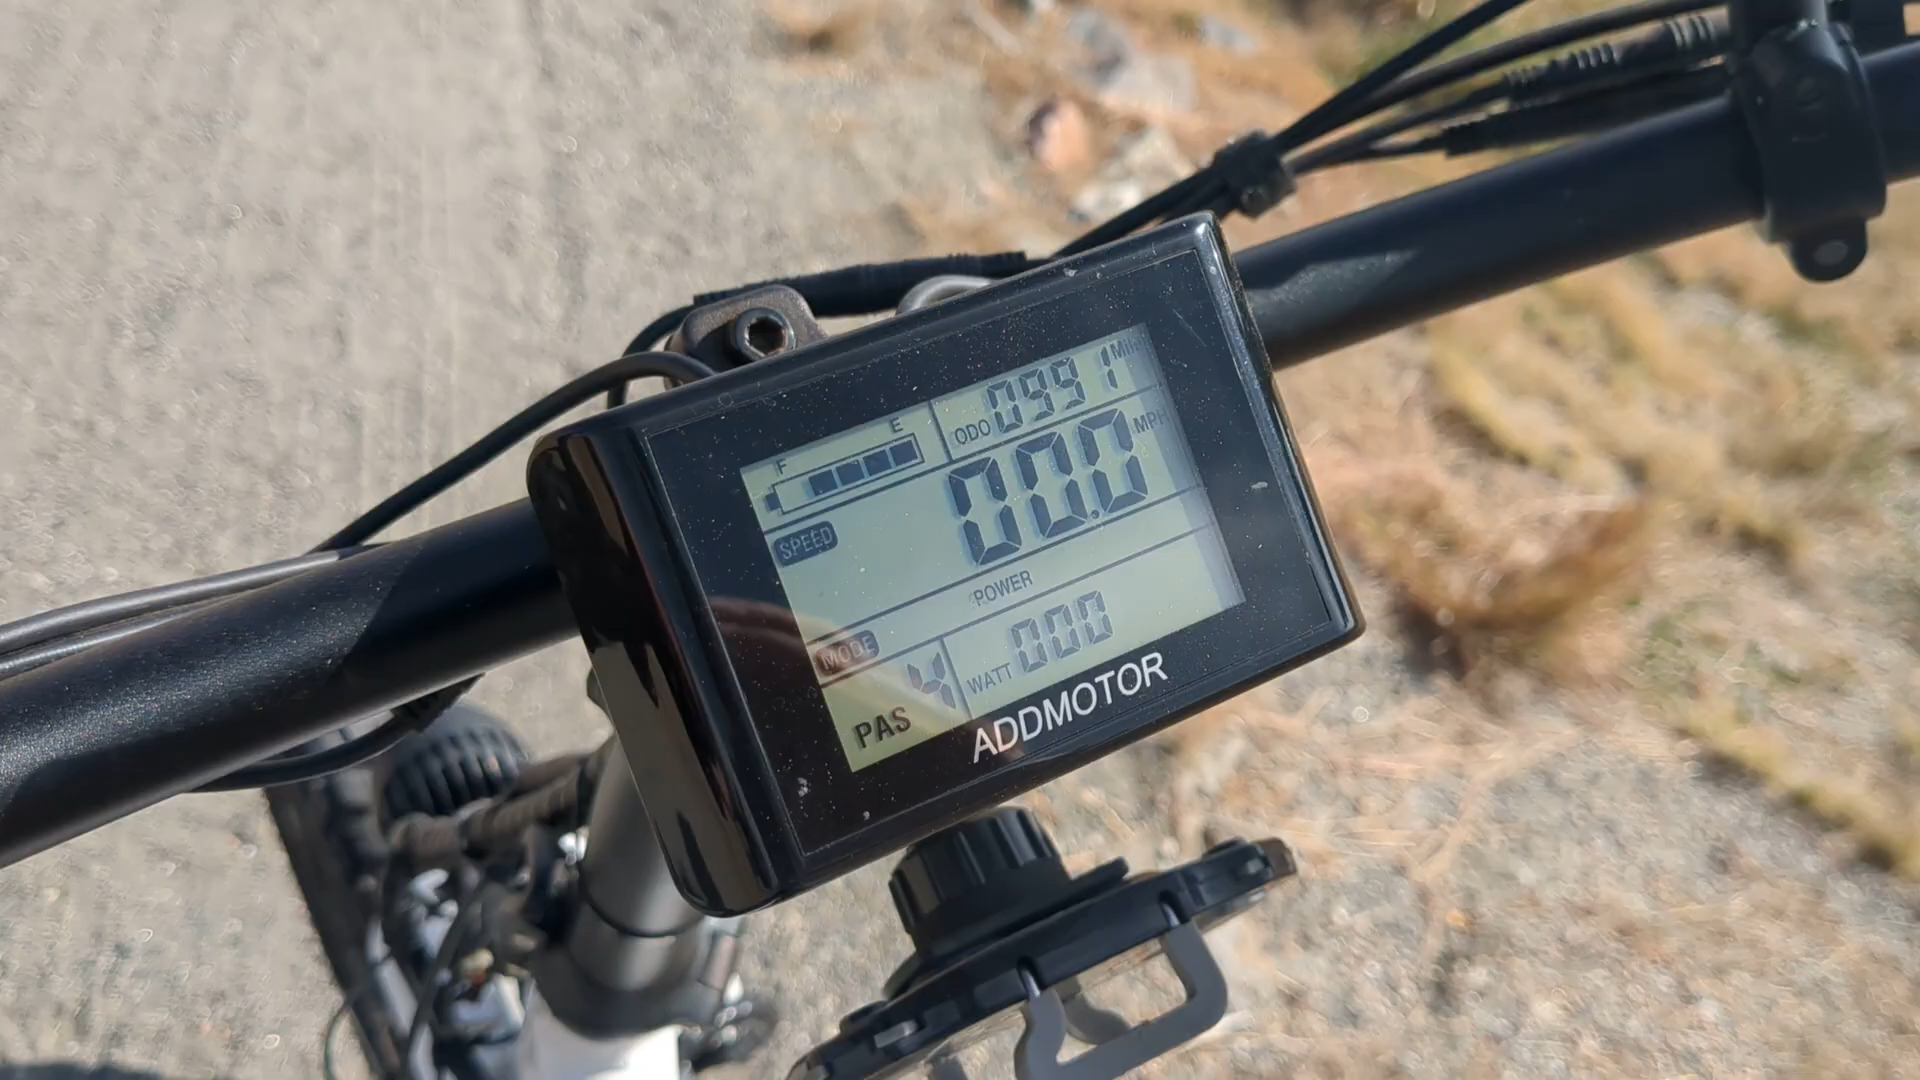 F E
ODO 0991 Mile
SPEED 00.0 MPH
POWER
MODE
PAS 4
WATT 000
ADDMOTOR